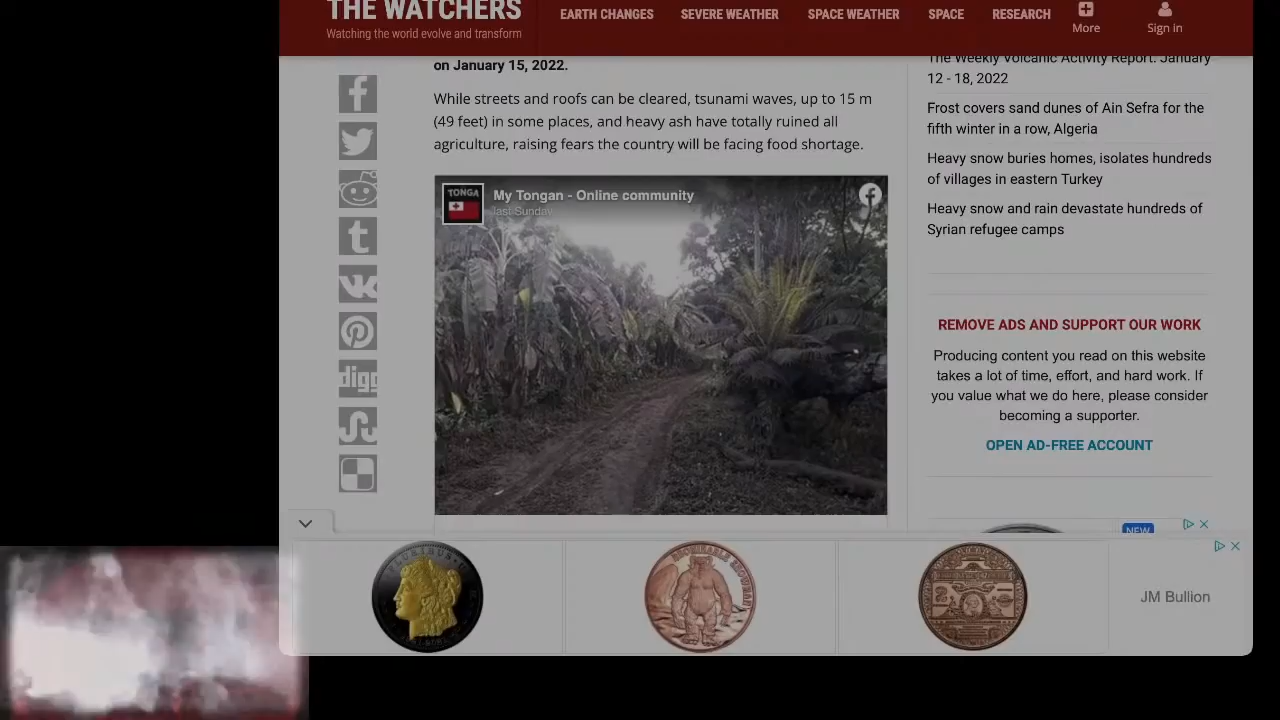 THE WATCHERS
Watching the world evolve and transform
EARTH CHANGES
SEVERE WEATHER
SPACE WEATHER
SPACE
RESEARCH
More
Sign in
on January 15, 2022.
While streets and roofs can be cleared, tsunami waves, up to 15 m
(49 feet) in some places, and heavy ash have totally ruined all
agriculture, raising fears the country will be facing food shortage.
TONGA
My Tongan - Online community
last Sunday
digg
The Weekly Volcanic Activity Report: January
12 - 18, 2022
Frost covers sand dunes of Ain Sefra for the
fifth winter in a row, Algeria
Heavy snow buries homes, isolates hundreds
of villages in eastern Turkey
Heavy snow and rain devastate hundreds of
Syrian refugee camps
REMOVE ADS AND SUPPORT OUR WORK
Producing content you read on this website
takes a lot of time, effort, and hard work. If
you value what we do here, please consider
becoming a supporter.
OPEN AD-FREE ACCOUNT
NEW
JM Bullion